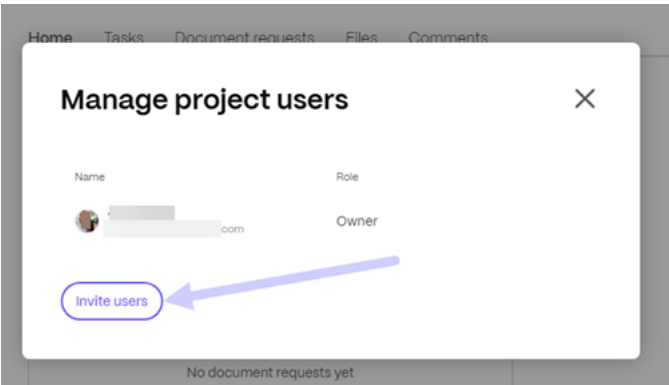 Home Tasks Document requests Files Comments
Manage project users
Name Role
com Owner
Invite users
No document requests yet